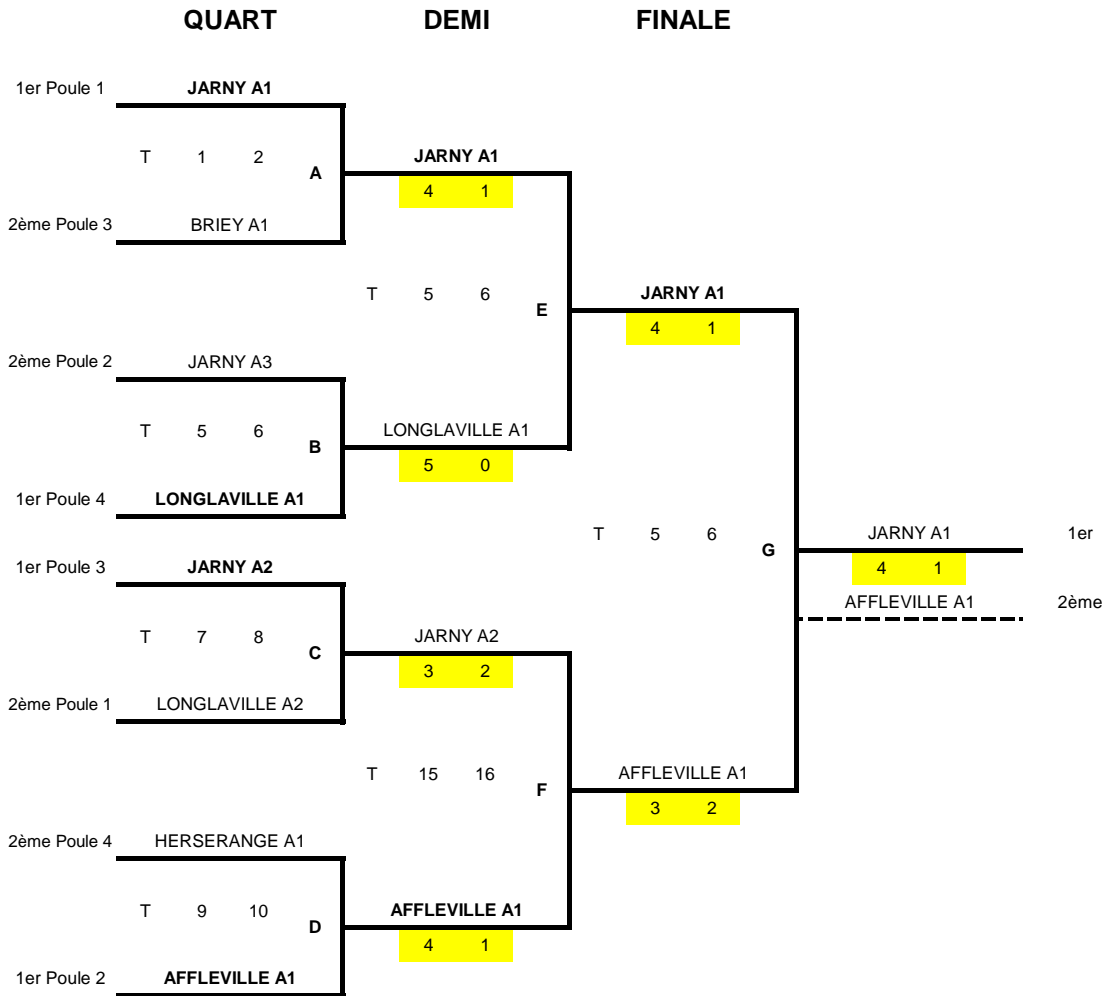 QUART DEMI FINALE
1er Poule 1 JARNY A1
T 1 2 A JARNY A1
4 1
2ème Poule 3 BRIEY A1
T 5 6 E JARNY A1
4 1
2ème Poule 2 JARNY A3
T 5 6 B LONGLAVILLE A1
5 0
1er Poule 4 LONGLAVILLE A1
T 5 6 G JARNY A1 1er
4 1
1er Poule 3 JARNY A2
AFFLEVILLE A1 2ème
T 7 8 C JARNY A2
3 2
2ème Poule 1 LONGLAVILLE A2
T 15 16 F AFFLEVILLE A1
3 2
2ème Poule 4 HERSERANGE A1
T 9 10 D AFFLEVILLE A1
4 1
1er Poule 2 AFFLEVILLE A1